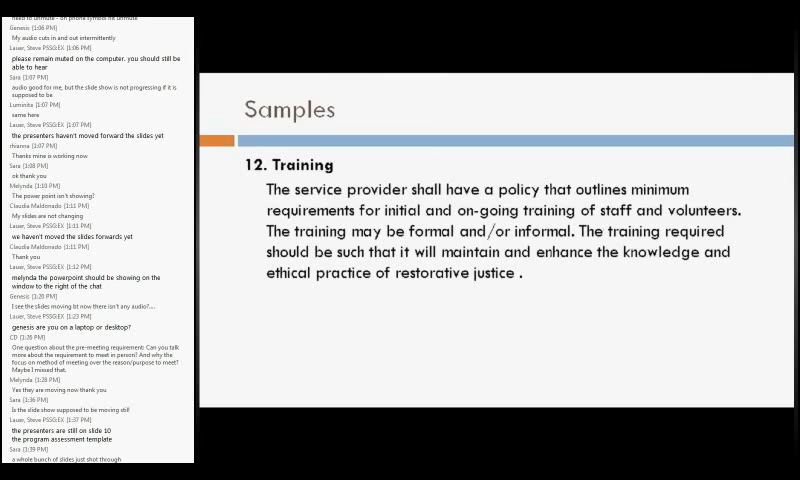 need to unmute - on phone symbol hit unmute
Genesis [1:06 PM]
My audio cuts in and out intermittently
Lauer, Steve PSSG:EX [1:06 PM]
please remain muted on the computer. you should still be
able to hear
Sara [1:07 PM]
audio good for me, but the slide show is not progressing if it is
supposed to be
Luminita [1:07 PM]
same here
Lauer, Steve PSSG:EX [1:07 PM]
the presenters haven't moved forward the slides yet
rhianna [1:07 PM]
Thanks mine is working now
Sara [1:08 PM]
ok thank you
Melynda [1:10 PM]
The power point isn't showing?
Claudia Maldonado [1:11 PM]
My slides are not changing
Lauer, Steve PSSG:EX [1:11 PM]
we haven't moved the slides forwards yet
Claudia Maldonado [1:11 PM]
Thank you
Lauer, Steve PSSG:EX [1:12 PM]
melynda the powerpoint should be showing on the
window to the right of the chat
Genesis [1:20 PM]
I see the slides moving bt now there isn't any audio?....
Lauer, Steve PSSG:EX [1:23 PM]
genesis are you on a laptop or desktop?
CD [1:26 PM]
One question about the pre-meeting requirement: Can you talk
more about the requirement to meet in person? And why the
focus on method of meeting over the reason/purpose to meet?
Maybe I missed that.
Melynda [1:28 PM]
Yes they are moving now thank you
Sara [1:36 PM]
Is the slide show supposed to be moving still
Lauer, Steve PSSG:EX [1:37 PM]
the presenters are still on slide 10
the program assessment template
Sara [1:39 PM]
a whole bunch of slides just shot through
Samples
12. Training
The service provider shall have a policy that outlines minimum
requirements for initial and on-going training of staff and volunteers.
The training may be formal and/or informal. The training required
should be such that it will maintain and enhance the knowledge and
ethical practice of restorative justice .